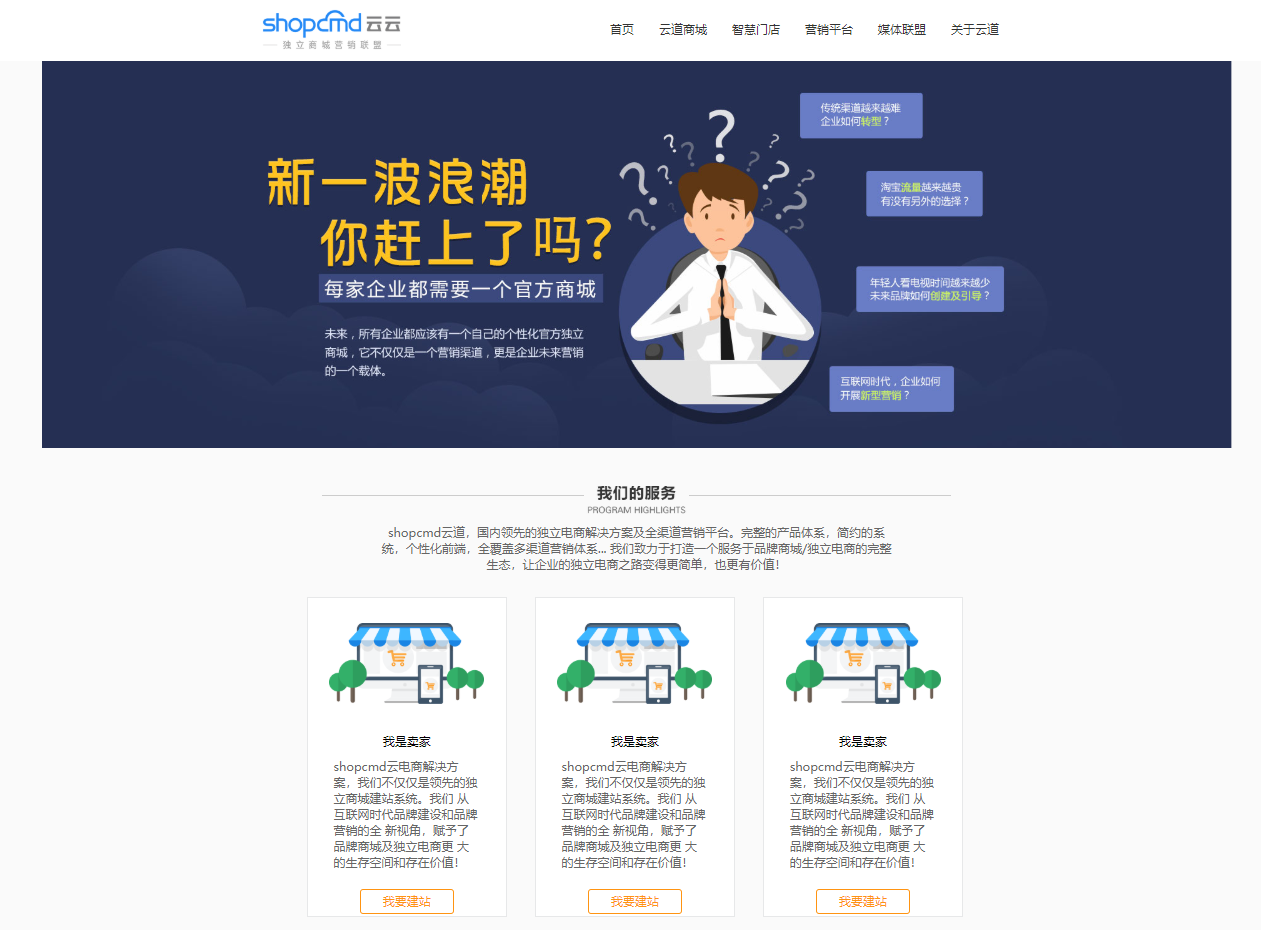 shopcmd 云云
独立商城营销联盟
首页 云道商城 智慧门店 营销平台 媒体联盟 关于云道
传统渠道越来越难
企业如何转型？
淘宝流量越来越贵
有没有另外的选择？
新一波浪潮
你赶上了吗?
每家企业都需要一个官方商城
年轻人看电视时间越来越少
未来品牌如何创建及引导？
未来，所有企业都应该有一个自己的个性化官方独立
商城，它不仅仅是一个营销渠道，更是企业未来营销
的一个载体。
互联网时代，企业如何
开展新型营销？
我们的服务
PROGRAM HIGHLIGHTS
shopcmd云道，国内领先的独立电商解决方案及全渠道营销平台。完整的产品体系，简约的系
统，个性化前端，全覆盖多渠道营销体系... 我们致力于打造一个服务于品牌商城/独立电商的完整
生态，让企业的独立电商之路变得更简单，也更有价值！
我是卖家
shopcmd云电商解决方
案，我们不仅仅是领先的独
立商城建站系统。我们 从
互联网时代品牌建设和品牌
营销的全 新视角，赋予了
品牌商城及独立电商更 大
的生存空间和存在价值！
我要建站
我是卖家
shopcmd云电商解决方
案，我们不仅仅是领先的独
立商城建站系统。我们 从
互联网时代品牌建设和品牌
营销的全 新视角，赋予了
品牌商城及独立电商更 大
的生存空间和存在价值！
我要建站
我是卖家
shopcmd云电商解决方
案，我们不仅仅是领先的独
立商城建站系统。我们 从
互联网时代品牌建设和品牌
营销的全 新视角，赋予了
品牌商城及独立电商更 大
的生存空间和存在价值！
我要建站